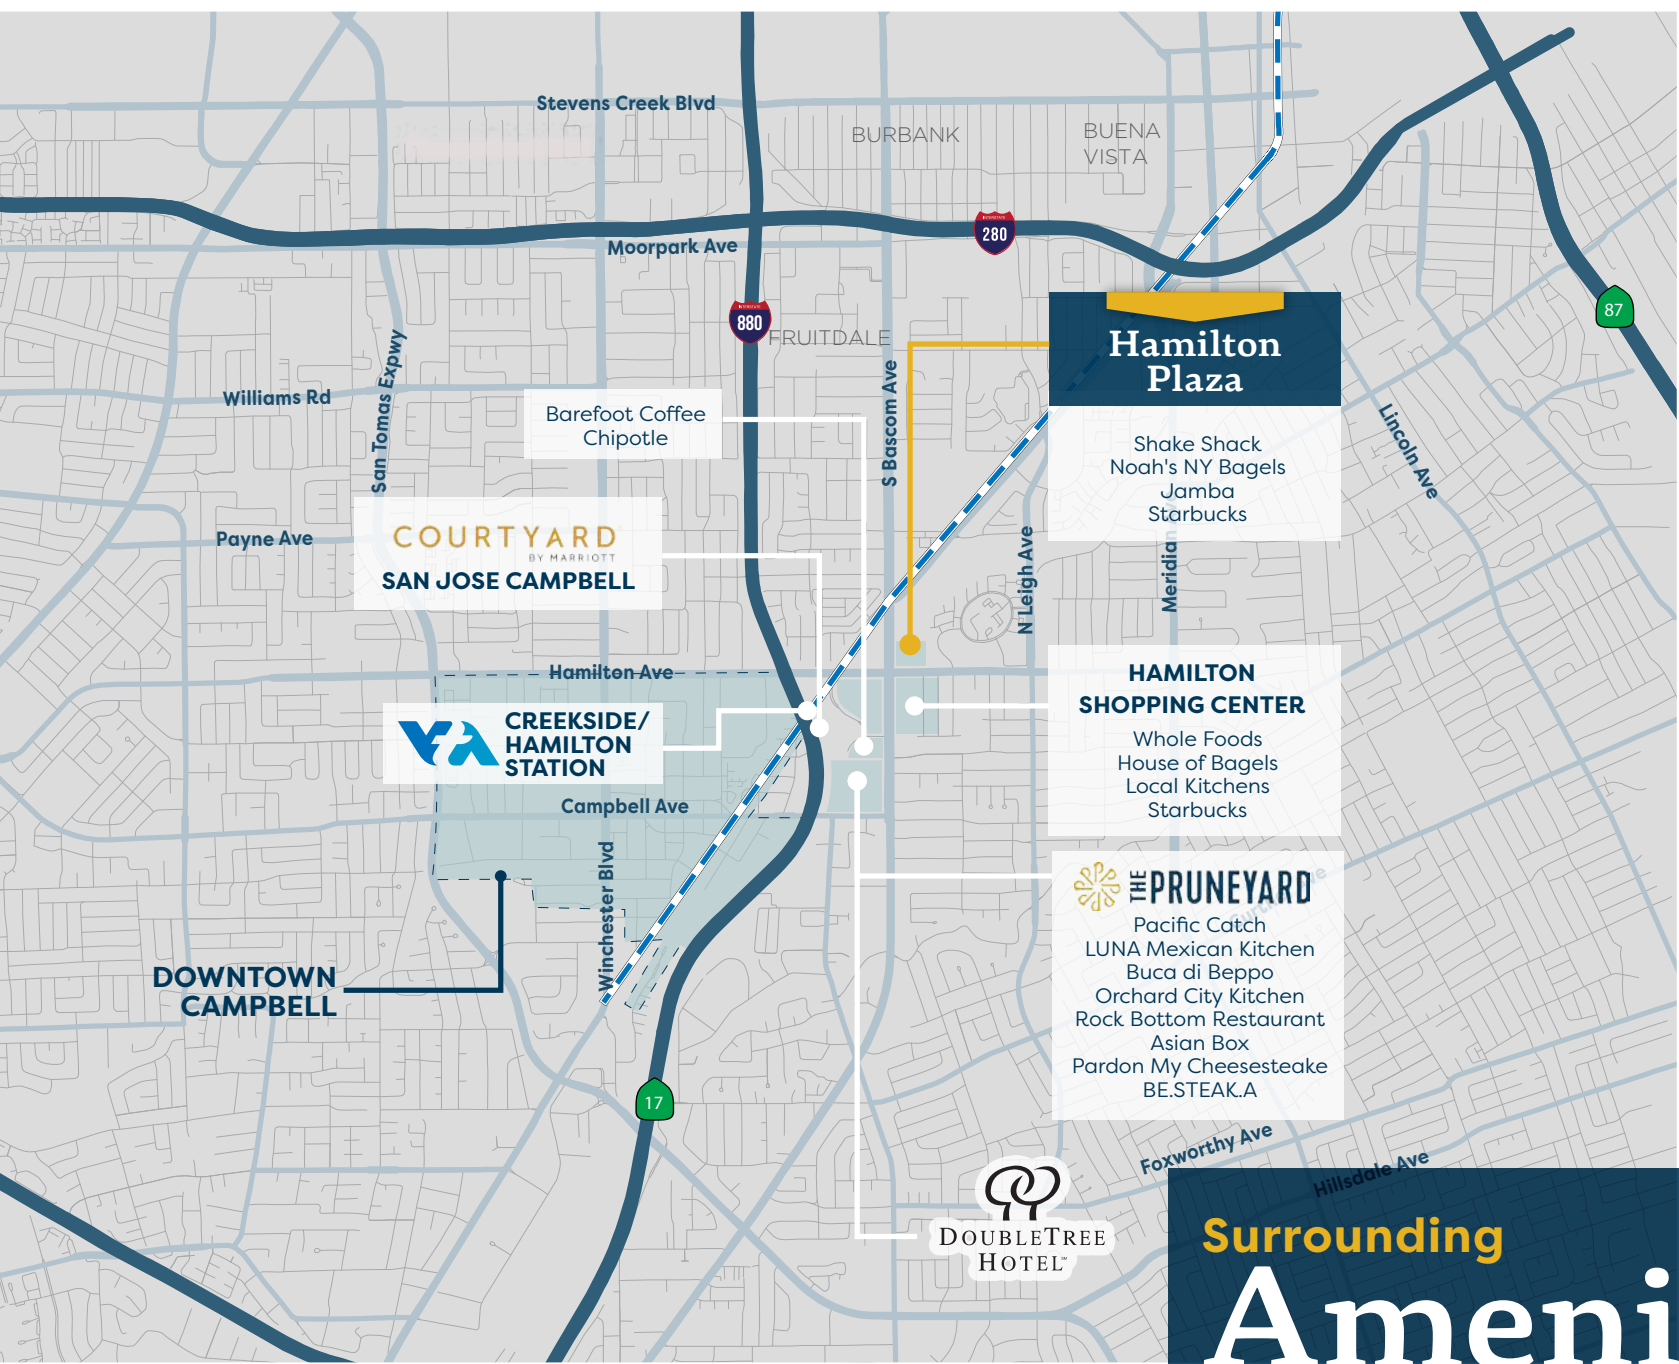 Stevens Creek Blvd
BURBANK
BUENA
VISTA
INTERSTATE
280
Moorpark Ave
INTERSTATE
880
FRUITDALE
87
Hamilton
Plaza
Shake Shack
Noah's NY Bagels
Jamba
Starbucks
San Tomas Expwy
Williams Rd
S Bascom Ave
Lincoln Ave
Barefoot Coffee
Chipotle
COURTYARD
BY MARRIOTT
SAN JOSE CAMPBELL
Payne Ave
N Leigh Ave
Meridian
Hamilton Ave
HAMILTON
SHOPPING CENTER
Whole Foods
House of Bagels
Local Kitchens
Starbucks
VTA
CREEKSIDE/
HAMILTON
STATION
Campbell Ave
Winchester Blvd
THE PRUNEYARD
Pacific Catch
LUNA Mexican Kitchen
Buca di Beppo
Orchard City Kitchen
Rock Bottom Restaurant
Asian Box
Pardon My Cheesesteake
BE.STEAK.A
DOWNTOWN
CAMPBELL
17
Foxworthy Ave
Hillsdale Ave
DOUBLETREE
HOTEL℠
Surrounding
Ameni